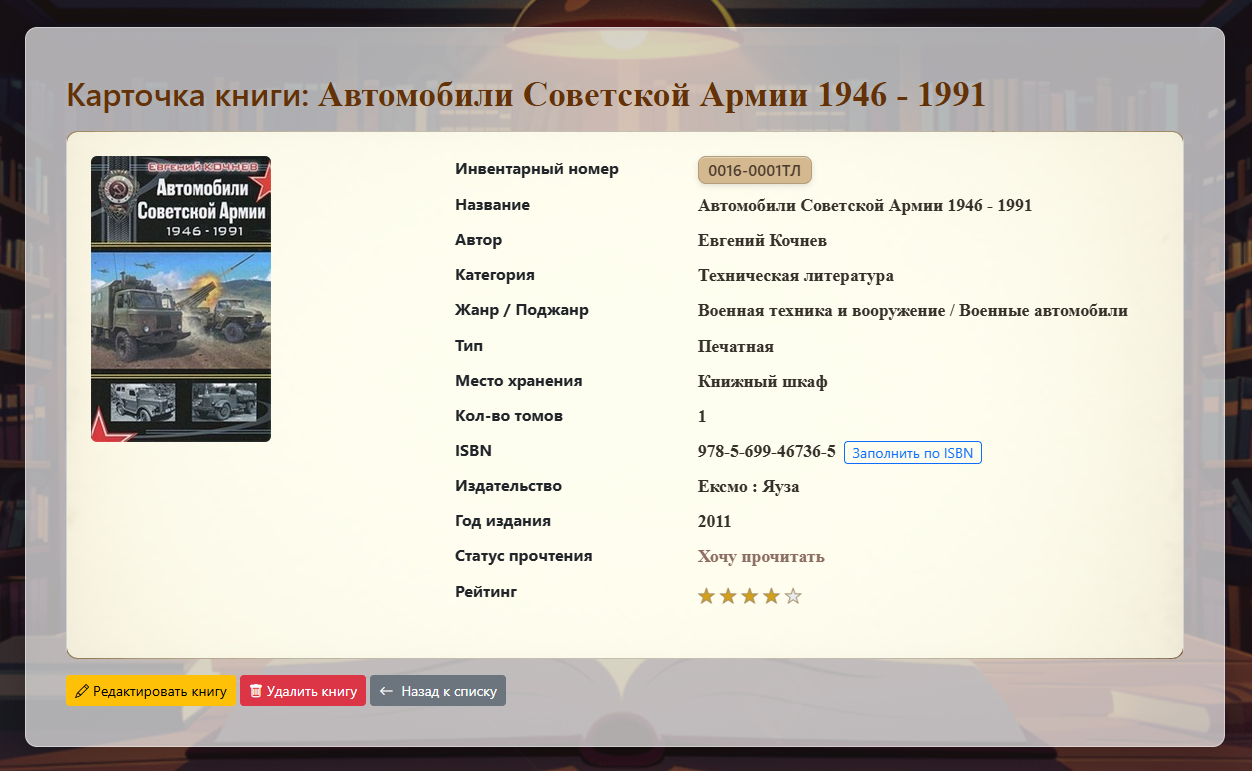 Карточка книги: Автомобили Советской Армии 1946 - 1991
ЕВГЕНИЙ КОЧНЕВ
Автомобили
Советской Армии
1946-1991
Инвентарный номер 0016-0001ТЛ
Название Автомобили Советской Армии 1946 - 1991
Автор Евгений Кочнев
Категория Техническая литература
Жанр / Поджанр Военная техника и вооружение / Военные автомобили
Тип Печатная
Место хранения Книжный шкаф
Кол-во томов 1
ISBN 978-5-699-46736-5 Заполнить по ISBN
Издательство Ексмо : Яуза
Год издания 2011
Статус прочтения Хочу прочитать
Рейтинг
Редактировать книгу Удалить книгу Назад к списку